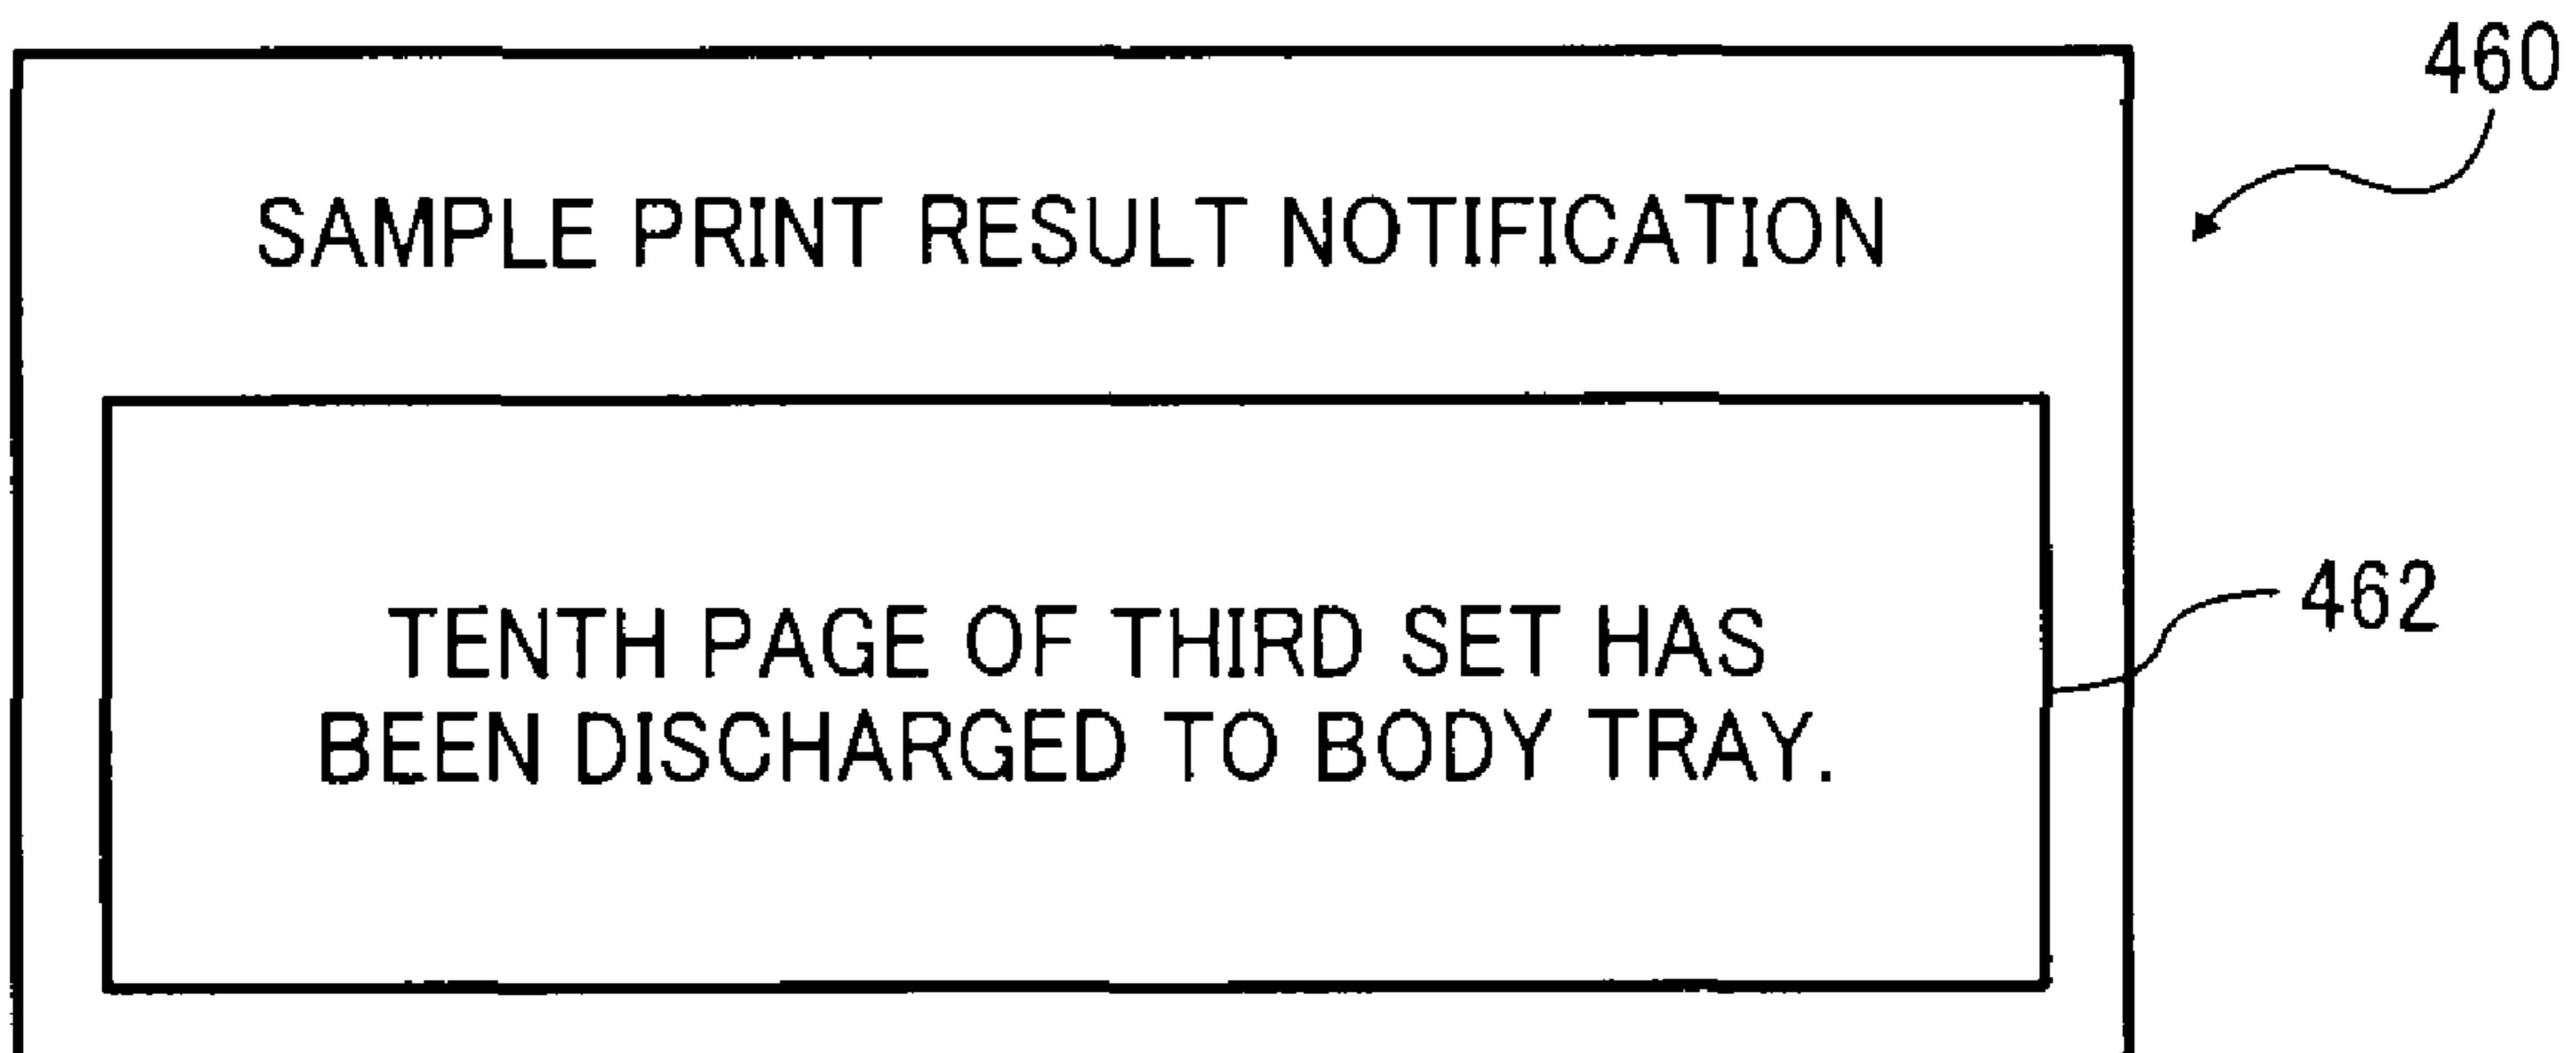 460
SAMPLE PRINT RESULT NOTIFICATION
462
TENTH PAGE OF THIRD SET HAS
BEEN DISCHARGED TO BODY TRAY.